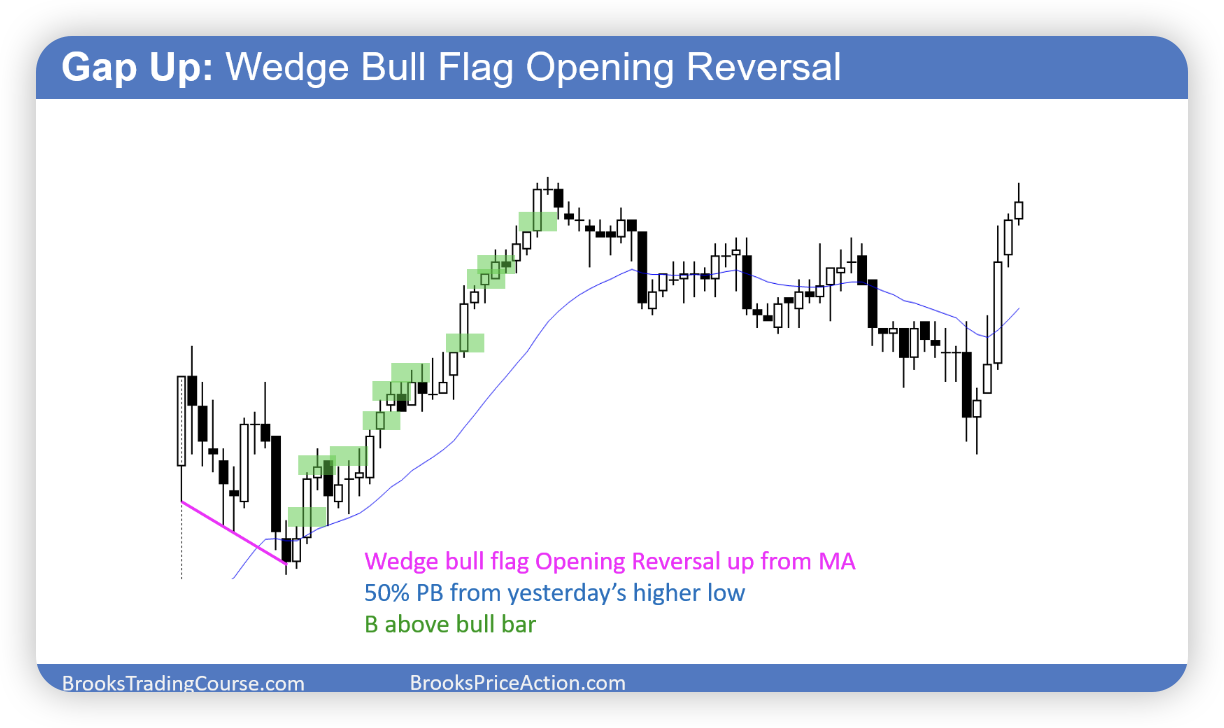 Gap Up: Wedge Bull Flag Opening Reversal
Wedge bull flag Opening Reversal up from MA
50% PB from yesterday’s higher low
B above bull bar
BrooksTradingCourse.com
BrooksPriceAction.com